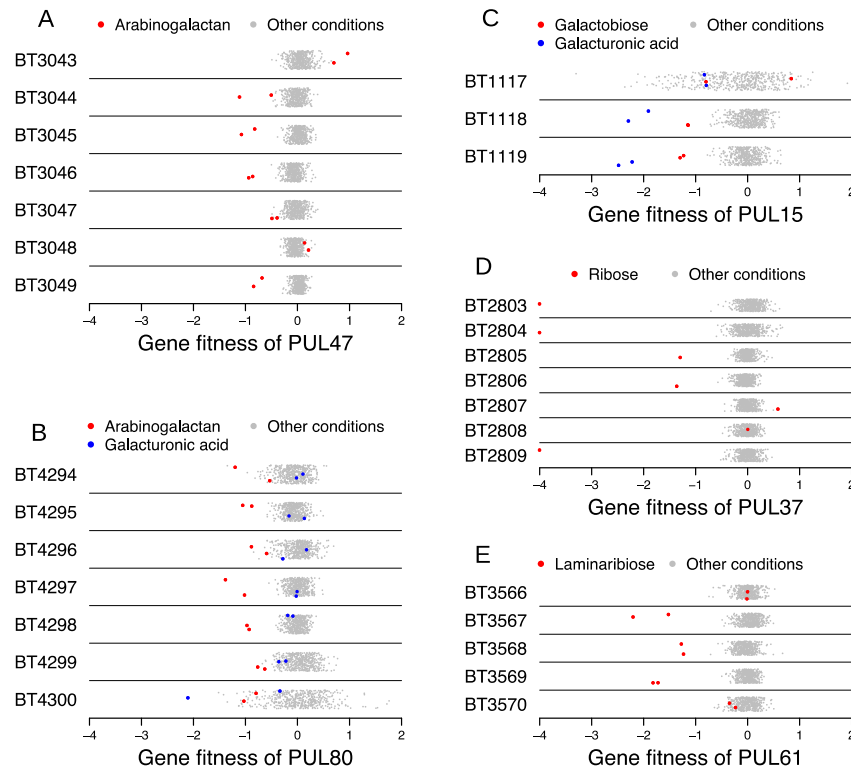 A
Arabinogalactan Other conditions
BT3043
BT3044
BT3045
BT3046
BT3047
BT3048
BT3049
−4 −3 −2 −1 0 1 2
Gene fitness of PUL47
B
Arabinogalactan Other conditions
Galacturonic acid
BT4294
BT4295
BT4296
BT4297
BT4298
BT4299
BT4300
−4 −3 −2 −1 0 1 2
Gene fitness of PUL80
C
Galactobiose Other conditions
Galacturonic acid
BT1117
BT1118
BT1119
−4 −3 −2 −1 0 1 2
Gene fitness of PUL15
D
Ribose Other conditions
BT2803
BT2804
BT2805
BT2806
BT2807
BT2808
BT2809
−4 −3 −2 −1 0 1 2
Gene fitness of PUL37
E
Laminaribiose Other conditions
BT3566
BT3567
BT3568
BT3569
BT3570
−4 −3 −2 −1 0 1 2
Gene fitness of PUL61